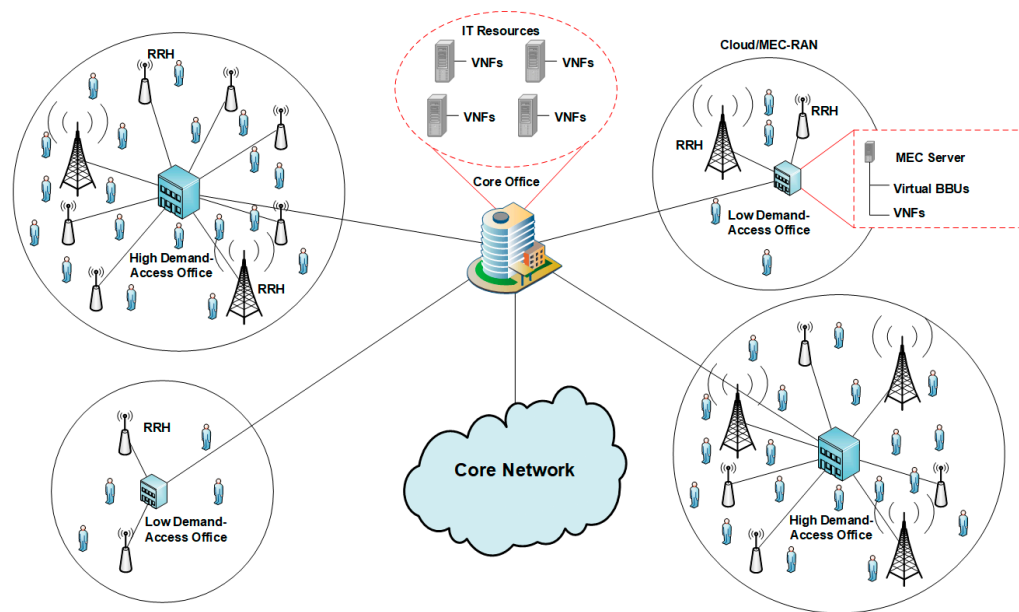 IT Resources
VNFs
VNFs
VNFs
VNFs
Core Office
RRH
High Demand-
Access Office
RRH
Cloud/MEC-RAN
RRH
RRH
Low Demand-
Access Office
MEC Server
Virtual BBUs
VNFs
RRH
Low Demand-
Access Office
Core Network
High Demand-
Access Office